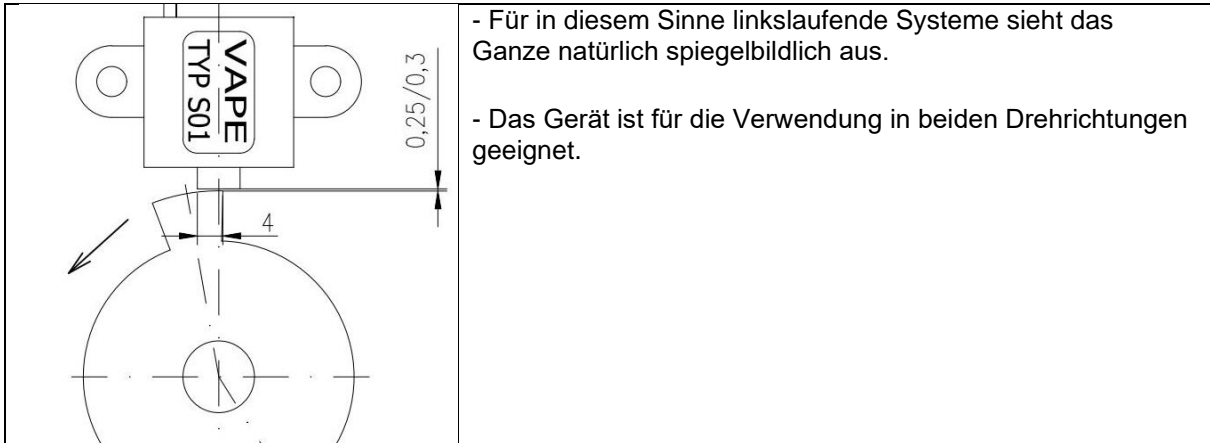 VAPE
TYP S01
0,25/0,3
4
- Für in diesem Sinne linkslaufende Systeme sieht das
Ganze natürlich spiegelbildlich aus.
- Das Gerät ist für die Verwendung in beiden Drehrichtungen
geeignet.